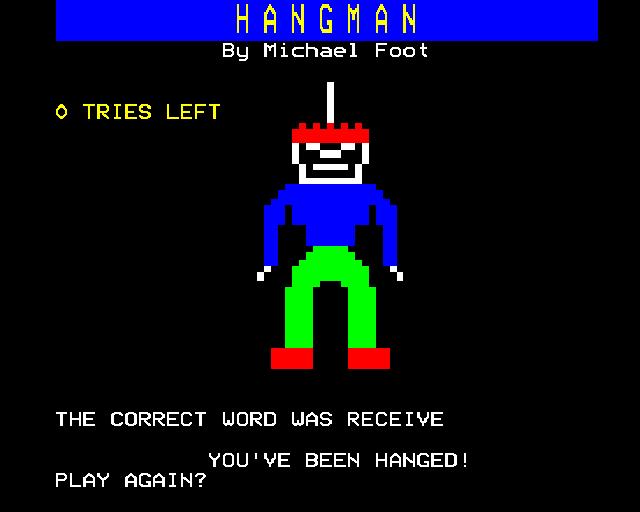 HANGMAN
By Michael Foot
0 TRIES LEFT
THE CORRECT WORD WAS RECEIVE
YOU'VE BEEN HANGED!
PLAY AGAIN?